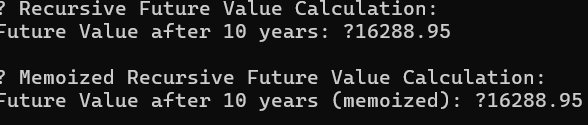 ? Recursive Future Value Calculation:
Future Value after 10 years: ?16288.95
? Memoized Recursive Future Value Calculation:
Future Value after 10 years (memoized): ?16288.95